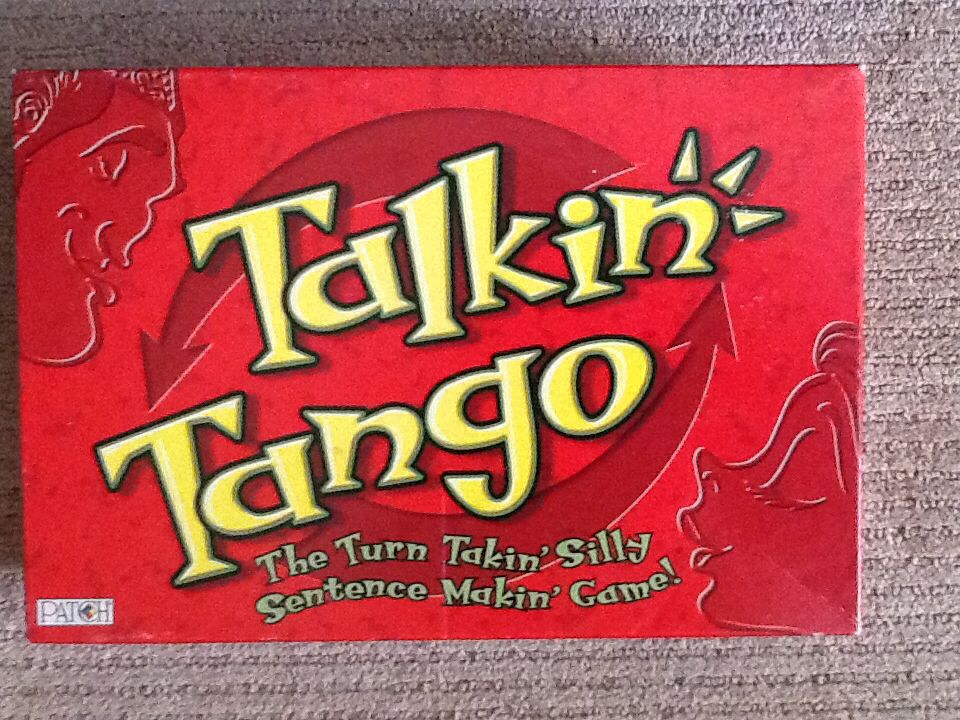 Talkin
Tango
The Turn Takin' Silly
Sentence Makin' Game!
PATCH